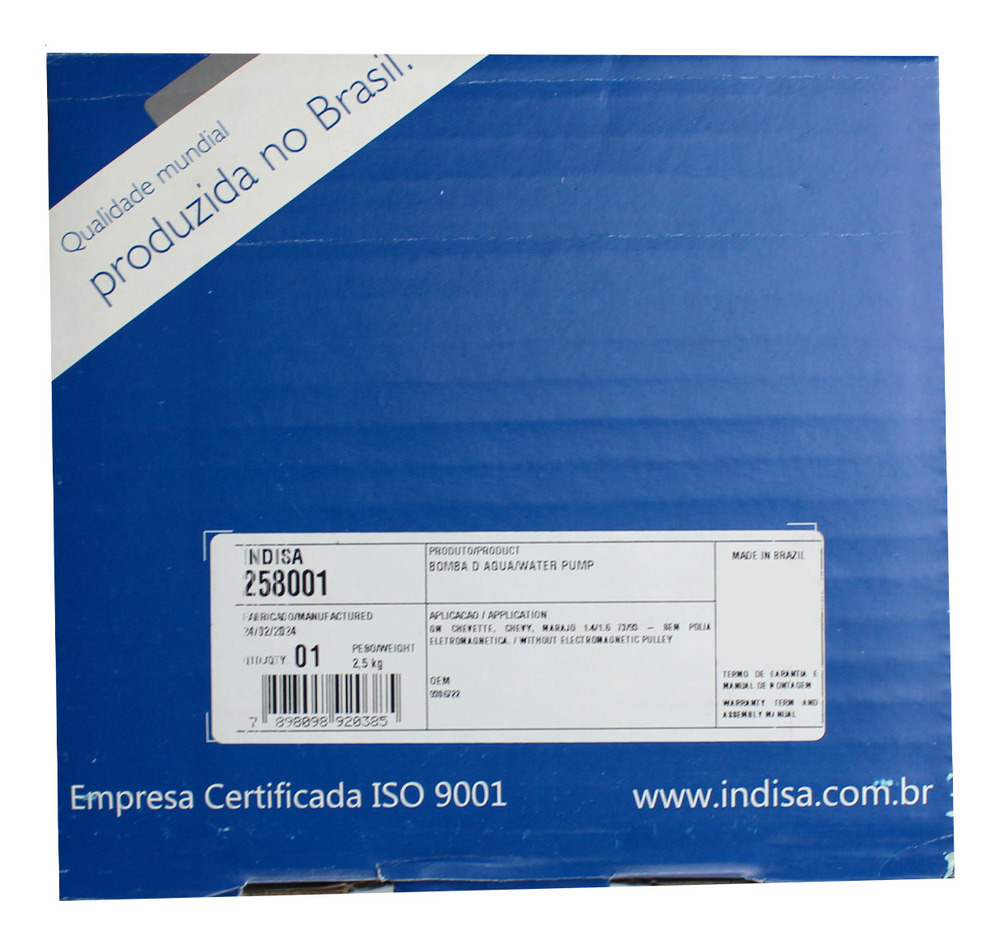 Qualidade mundial
produzida no Brasil.
INDISA
258001
PRODUTO/PRODUCT
BOMBA D AGUA/WATER PUMP
MADE IN BRAZIL
FABRICADO/MANUFACTURED
QTD/QTY 01
PESO/WEIGHT
2,5 kg
7 898098 920385
APLICACAO / APPLICATION
GM CHEVETTE, CHEVY, MARAJO 1.4/1.6 73/93 – SEM POLIA
ELETROMAGNETICA. / WITHOUT ELECTROMAGNETIC PULLEY
OEM
TERMO DE GARANTIA E
MANUAL DE MONTAGEM
WARRANTY TERM AND
ASSEMBLY MANUAL
Empresa Certificada ISO 9001
www.indisa.com.br